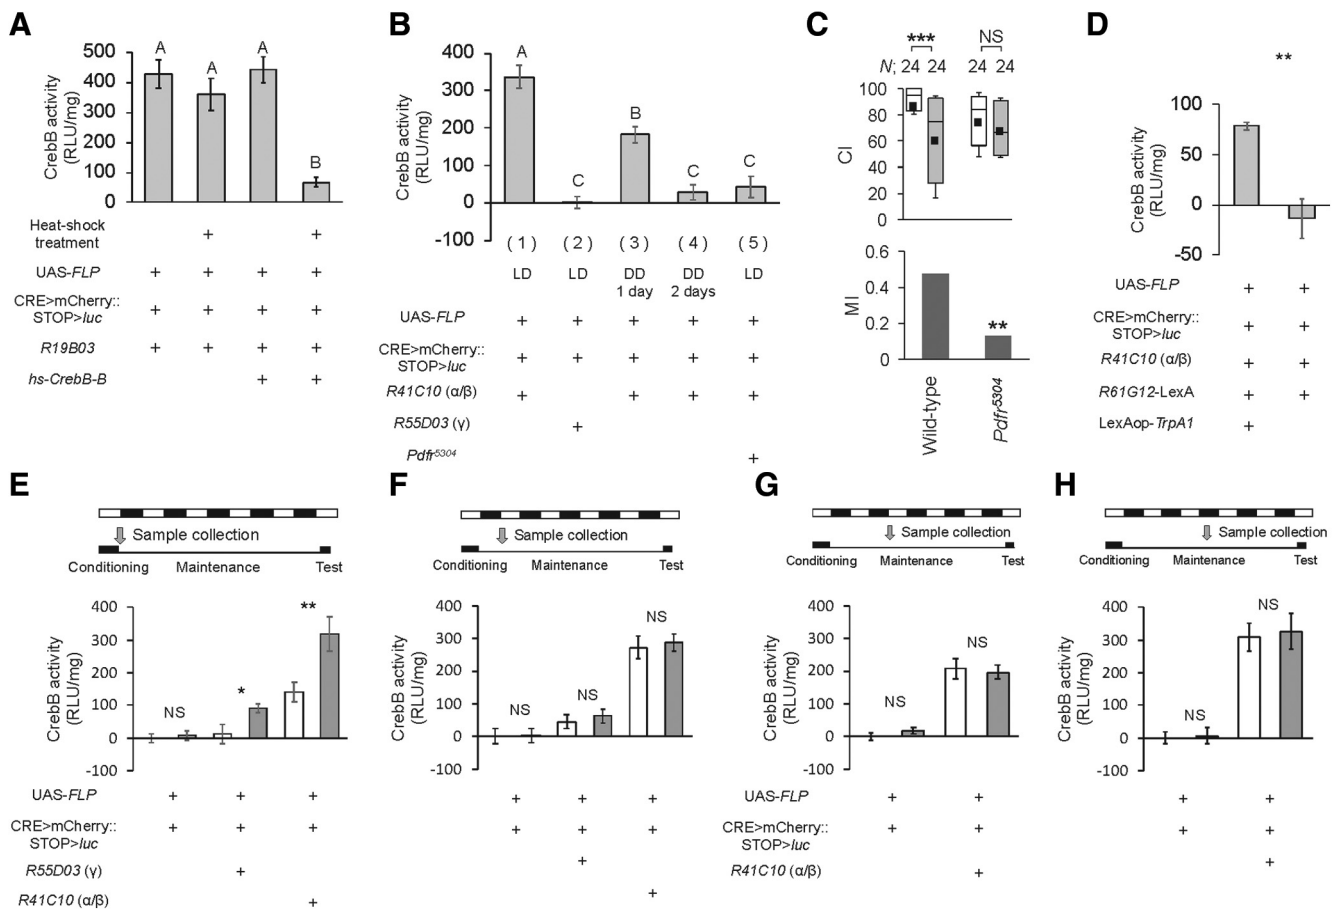 A
CrebB activity
(RLU/mg)
500
400
300
200
100
0
A
A
A
B
Heat-shock
treatment
+
+
UAS-FLP
+
+
+
+
CRE>mCherry::
STOP>luc
+
+
+
+
R19B03
+
+
+
+
hs-CrebB-B
+
+
B
CrebB activity
(RLU/mg)
400
300
200
100
0
-100
A
C
B
C
C
(1)
(2)
(3)
(4)
(5)
LD
LD
DD
1 day
DD
2 days
LD
UAS-FLP
+
+
+
+
+
CRE>mCherry::
STOP>luc
+
+
+
+
+
R41C10 (α/β)
+
+
+
+
R55D03 (γ)
+
Pdfr5304
+
C
***
NS
N; 24 24 24 24
CI
100
80
60
40
20
0
MI
0.6
0.4
0.2
0
**
Wild-type
Pdfr5304
D
**
CrebB activity
(RLU/mg)
100
50
0
-50
UAS-FLP
+
+
CRE>mCherry::
STOP>luc
+
+
R41C10 (α/β)
+
+
R61G12-LexA
+
+
LexAop-TrpA1
+
E
Sample collection
Conditioning
Maintenance
Test
CrebB activity
(RLU/mg)
400
300
200
100
0
-100
NS
*
**
UAS-FLP
+
+
+
CRE>mCherry::
STOP>luc
+
+
+
R55D03 (γ)
+
R41C10 (α/β)
+
F
Sample collection
Conditioning
Maintenance
Test
CrebB activity
(RLU/mg)
400
300
200
100
0
-100
NS
NS
NS
+
+
+
+
+
+
+
+
G
Sample collection
Conditioning
Maintenance
Test
CrebB activity
(RLU/mg)
400
300
200
100
0
-100
NS
NS
UAS-FLP
+
+
CRE>mCherry::
STOP>luc
+
+
R41C10 (α/β)
+
H
Sample collection
Conditioning
Maintenance
Test
CrebB activity
(RLU/mg)
400
300
200
100
0
-100
NS
NS
+
+
+
+
+